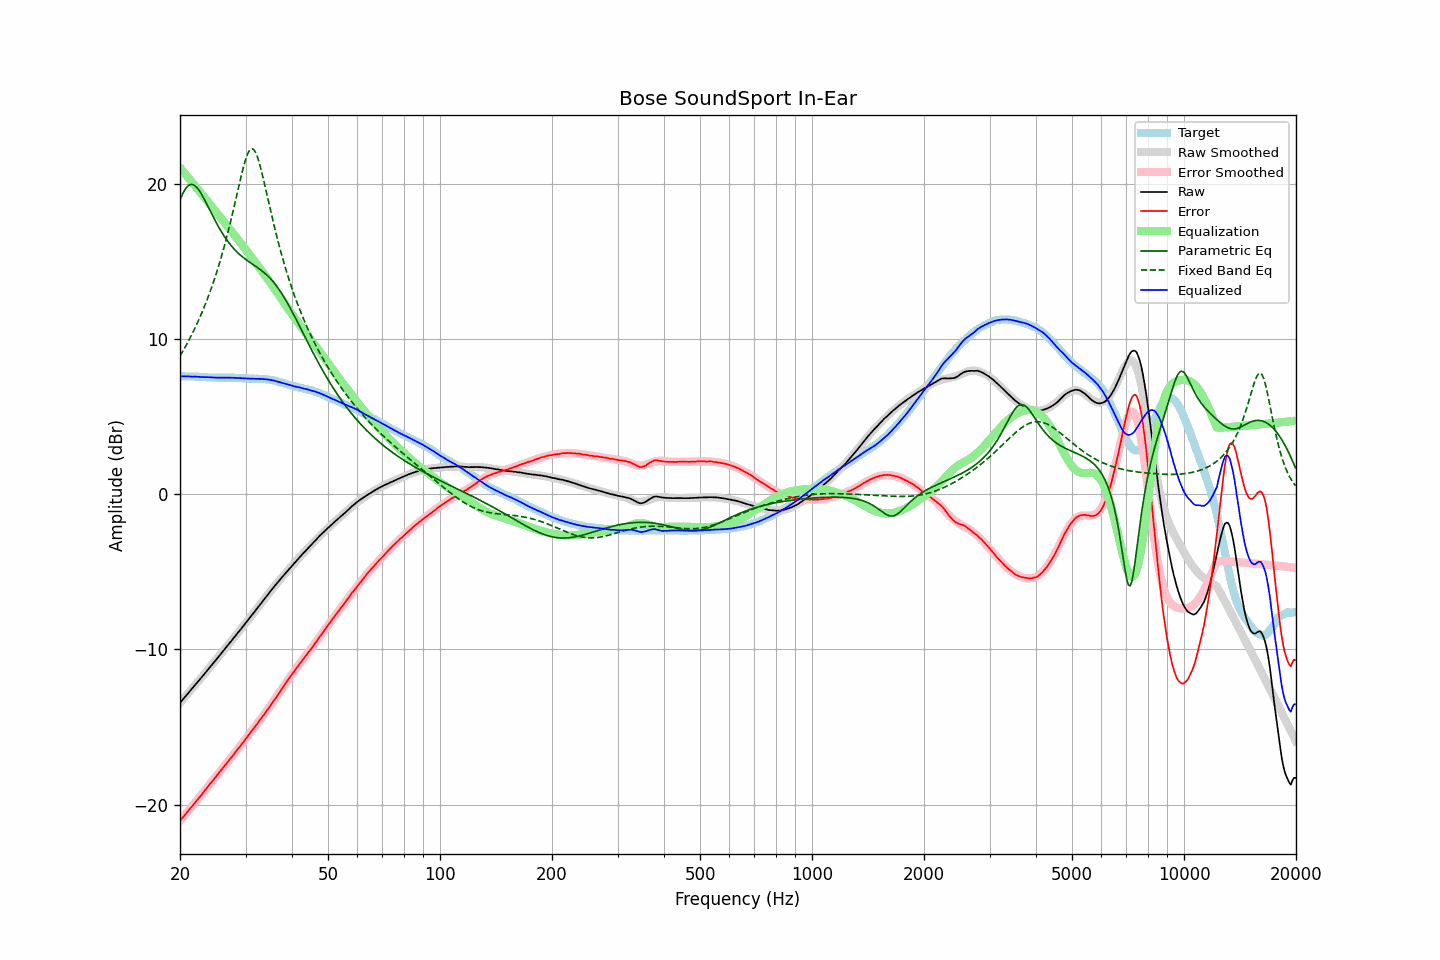 Bose SoundSport In-Ear
Target
Raw Smoothed
Error Smoothed
Raw
Error
Equalization
Parametric Eq
Fixed Band Eq
Equalized
Amplitude (dBr)
20
10
0
−10
−20
20
50
100
200
500
1000
2000
5000
10000
20000
Frequency (Hz)